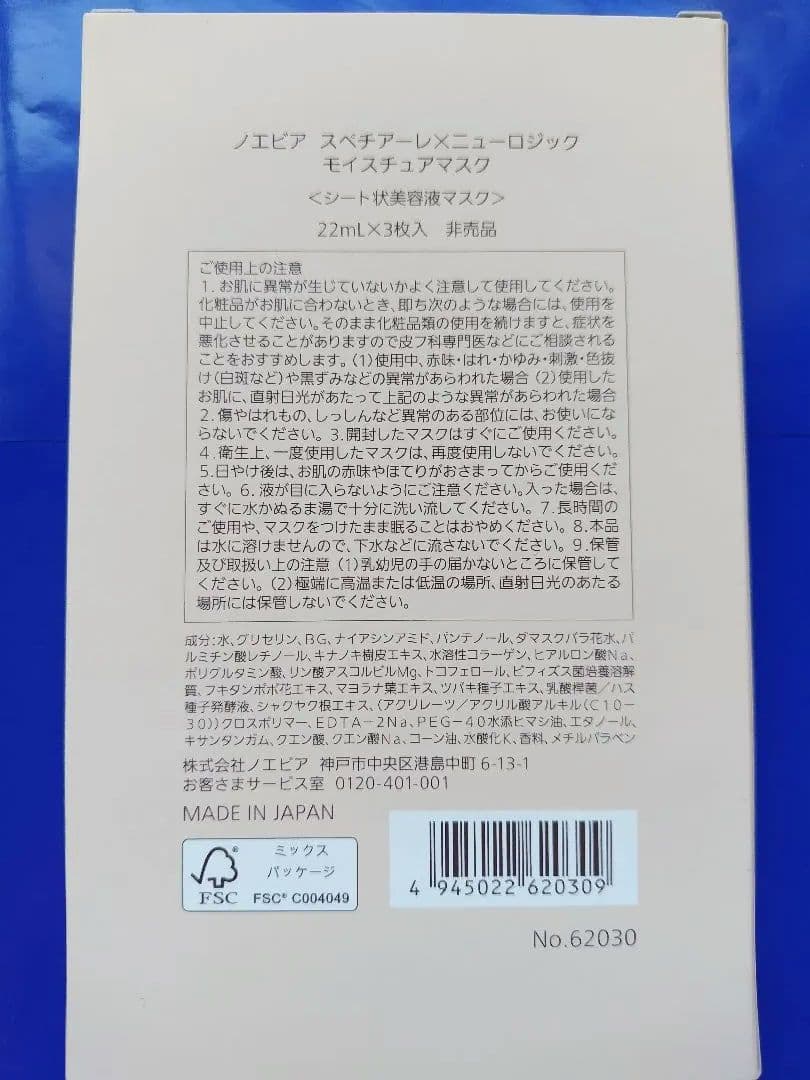 ノエビア スペチアーレ×ニューロジック
モイスチュアマスク
＜シート状美容液マスク＞
22mL×3枚入 非売品
ご使用上の注意
1. お肌に異常が生じていないかよく注意して使用してください。
化粧品がお肌に合わないとき、即ち次のような場合には、使用を
中止してください。そのまま化粧品類の使用を続けますと、症状を
悪化させることがありますので皮フ科専門医などにご相談される
ことをおすすめします。(1)使用中、赤味・はれ・かゆみ・刺激・色抜
け(白斑など)や黒ずみなどの異常があらわれた場合 (2)使用した
お肌に、直射日光があたって上記のような異常があらわれた場合
2. 傷やはれもの、しっしんなど異常のある部位には、お使いにな
らないでください。3. 開封したマスクはすぐにご使用ください。
4. 衛生上、一度使用したマスクは、再度使用しないでください。
5. 日やけ後は、お肌の赤味やほてりがおさまってからご使用くだ
さい。6. 液が目に入らないようにご注意ください。入った場合は、
すぐに水かぬるま湯で十分に洗い流してください。7. 長時間の
ご使用や、マスクをつけたまま眠ることはおやめください。8. 本品
は水に溶けませんので、下水などに流さないでください。9. 保管
及び取扱い上の注意 (1)乳幼児の手の届かないところに保管して
ください。(2)極端に高温または低温の場所、直射日光のあたる
場所には保管しないでください。
成分：水、グリセリン、BG、ナイアシンアミド、パンテノール、ダマスクバラ花水、パ
ルミチン酸レチノール、キナノキ樹皮エキス、水溶性コラーゲン、ヒアルロン酸Na、
ポリグルタミン酸、リン酸アスコルビルMg、トコフェロール、ビフィズス菌培養溶解
質、フキタンポポ花エキス、マヨラナ葉エキス、ツバキ種子エキス、乳酸桿菌／ハス
種子発酵液、シャクヤク根エキス、(アクリレーツ／アクリル酸アルキル(C10－
30))クロスポリマー、EDTA－2Na、PEG－40水添ヒマシ油、エタノール、
キサンタンガム、クエン酸、クエン酸Na、コーン油、水酸化K、香料、メチルパラベン
株式会社ノエビア 神戸市中央区港島中町6-13-1
お客さまサービス室 0120-401-001
MADE IN JAPAN
ミックス
パッケージ
FSC
FSC® C004049
4 945022 620309
No.62030